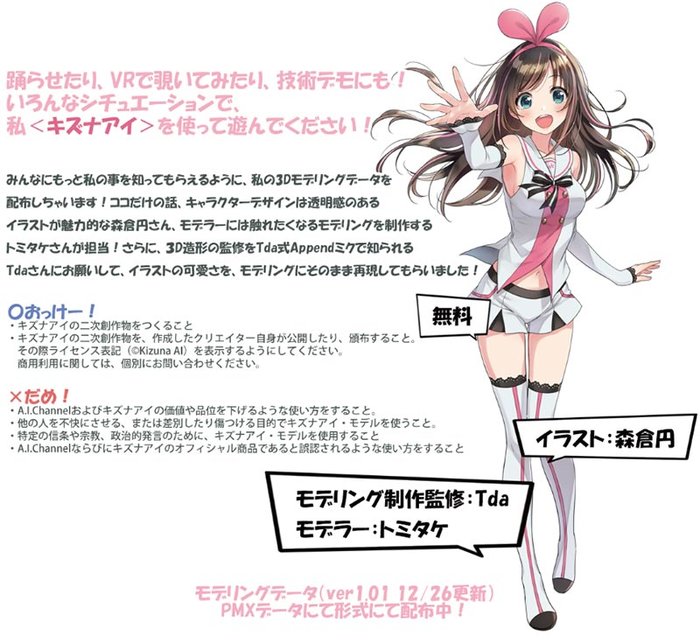 踊らせたり、VRで覗いてみたり、技術デモにも！
いろんなシチュエーションで、
私＜キズナアイ＞を使って遊んでください！
みんなにもっと私の事を知ってもらえるように、私の3Dモデリングデータを
配布しちゃいます！ココだけの話、キャラクターデザインは透明感のある
イラストが魅力的な森倉円さん、モデラーには触れたくなるモデリングを制作する
トミタケさんが担当！さらに、3D造形の監修をTda式Appendミクで知られる
Tdaさんにお願いして、イラストの可愛さを、モデリングにそのまま再現してもらいました！
無料
〇おっけー！
・キズナアイの二次創作物をつくること
・キズナアイの二次創作物を、作成したクリエイター自身が公開したり、頒布すること。
その際ライセンス表記（©Kizuna AI）を表示するようにしてください。
商用利用に関しては、個別にお問い合わせください。
×だめ！
・A.I.Channelおよびキズナアイの価値や品位を下げるような使い方をすること。
・他の人を不快にさせる、または差別したり傷つける目的でキズナアイ・モデルを使うこと。
・特定の信条や宗教、政治的発言のために、キズナアイ・モデルを使用すること
・A.I.Channelならびにキズナアイのオフィシャル商品であると誤認されるような使い方をすること
イラスト：森倉円
モデリング制作監修：Tda
モデラー：トミタケ
モデリングデータ(ver1.01 12/26更新)
PMXデータにて形式にて配布中！